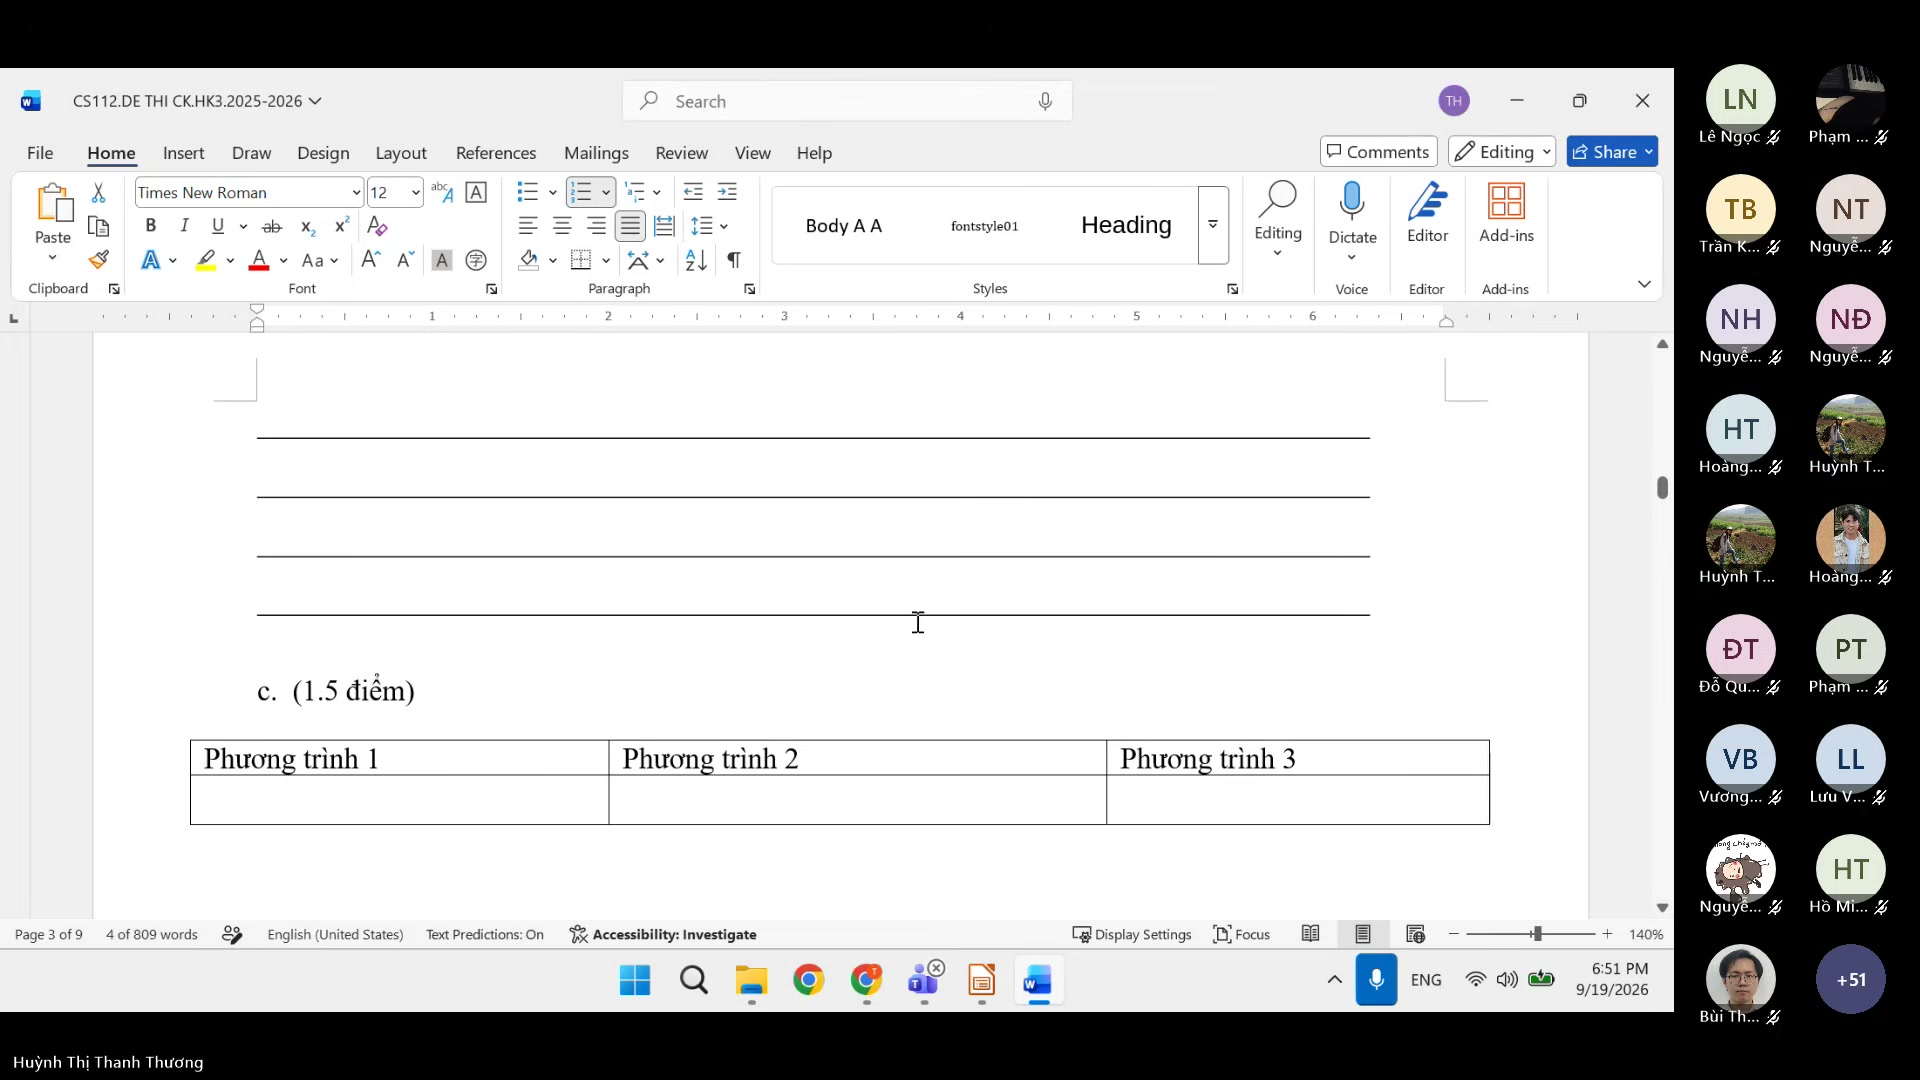 CS112.DE THI CK.HK3.2025-2026
Search
TH
File Home Insert Draw Design Layout References Mailings Review View Help
Comments Editing Share
Paste
Times New Roman 12
Body A A fontstyle01 Heading
Editing Dictate Editor Add-ins
Clipboard Font Paragraph Styles Voice Editor Add-ins
1 2 3 4 5 6
c. (1.5 điểm)
Phương trình 1 Phương trình 2 Phương trình 3
Page 3 of 9 4 of 809 words English (United States) Text Predictions: On Accessibility: Investigate Display Settings Focus 140%
ENG
6:51 PM
9/19/2026
Huỳnh Thị Thanh Thương
LN
Lê Ngọc Phạm ...
TB NT
Trần K... Nguyễ...
NH NĐ
Nguyễ... Nguyễ...
HT
Hoàng... Huỳnh T...
Huỳnh T... Hoàng...
ĐT PT
Đỗ Qu... Phạm ...
VB LL
Vương... Lưu V...
HT
Nguyễ... Hồ Mi...
+51
Bùi Th...